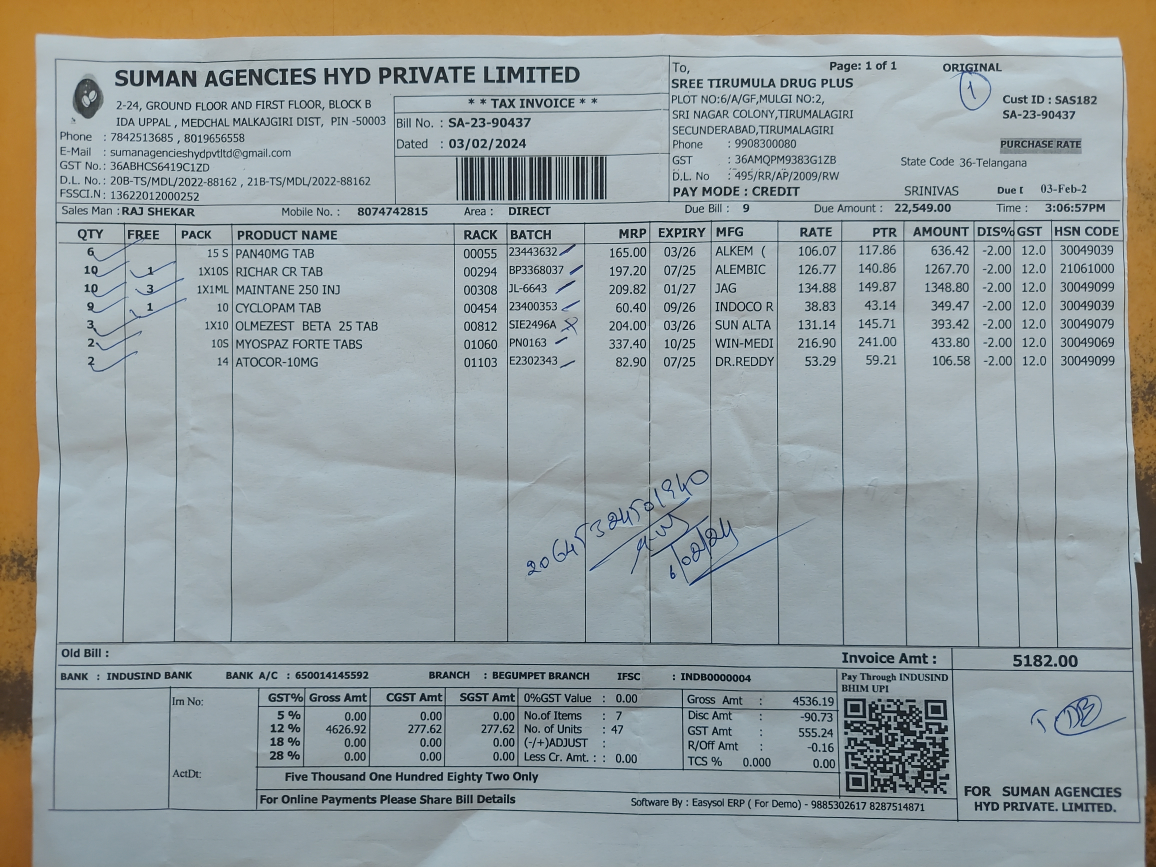 SUMAN AGENCIES HYD PRIVATE LIMITED
2-24, GROUND FLOOR AND FIRST FLOOR, BLOCK B
IDA UPPAL , MEDCHAL MALKAJGIRI DIST, PIN -50003
Phone : 7842513685 , 8019656558
E-Mail : sumanagencieshydpvtltd@gmail.com
GST No.: 36ABHCS6419C1ZD
D.L. No.: 20B-TS/MDL/2022-88162 , 21B-TS/MDL/2022-88162
FSSCI.N : 13622012000252
* * TAX INVOICE * *
Bill No. : SA-23-90437
Dated : 03/02/2024
To, Page: 1 of 1 ORIGINAL
1
SREE TIRUMULA DRUG PLUS
PLOT NO:6/A/GF,MULGI NO:2,
SRI NAGAR COLONY,TIRUMALAGIRI
SECUNDERABAD,TIRUMALAGIRI
Phone : 9908300080
GST : 36AMQPM9383G1ZB
D.L. No : 495/RR/AP/2009/RW
PAY MODE : CREDIT
Cust ID : SAS182
SA-23-90437
PURCHASE RATE
State Code 36-Telangana
SRINIVAS Due t 03-Feb-2
Sales Man : RAJ SHEKAR Mobile No. : 8074742815 Area : DIRECT Due Bill : 9 Due Amount : 22,549.00 Time : 3:06:57PM
QTY FREE PACK PRODUCT NAME RACK BATCH MRP EXPIRY MFG RATE PTR AMOUNT DIS% GST HSN CODE
6 15 S PAN40MG TAB 00055 23443632 165.00 03/26 ALKEM ( 106.07 117.86 636.42 -2.00 12.0 30049039
10 1 1X10S RICHAR CR TAB 00294 BP3368037 197.20 07/25 ALEMBIC 126.77 140.86 1267.70 -2.00 12.0 21061000
10 3 1X1ML MAINTANE 250 INJ 00308 JL-6643 209.82 01/27 JAG 134.88 149.87 1348.80 -2.00 12.0 30049099
9 1 10 CYCLOPAM TAB 00454 23400353 60.40 09/26 INDOCO R 38.83 43.14 349.47 -2.00 12.0 30049039
3 1X10 OLMEZEST BETA 25 TAB 00812 SIE2496A 204.00 03/26 SUN ALTA 131.14 145.71 393.42 -2.00 12.0 30049079
2 10S MYOSPAZ FORTE TABS 01060 PN0163 337.40 10/25 WIN-MEDI 216.90 241.00 433.80 -2.00 12.0 30049069
2 14 ATOCOR-10MG 01103 E2302343 82.90 07/25 DR.REDDY 53.29 59.21 106.58 -2.00 12.0 30049099
6/02/24
Old Bill :
Invoice Amt : 5182.00
BANK : INDUSIND BANK BANK A/C : 650014145592 BRANCH : BEGUMPET BRANCH IFSC : INDB0000004
Irn No:
ActDt:
GST% Gross Amt CGST Amt SGST Amt
5 % 0.00 0.00 0.00
12 % 4626.92 277.62 277.62
18 % 0.00 0.00 0.00
28 % 0.00 0.00 0.00
0%GST Value : 0.00
No.of Items : 7
No. of Units : 47
(-/+)ADJUST :
Less Cr. Amt. : : 0.00
Gross Amt : 4536.19
Disc Amt : -90.73
GST Amt : 555.24
R/Off Amt : -0.16
TCS % 0.000 0.00
Pay Through INDUSIND
BHIM UPI
Five Thousand One Hundred Eighty Two Only
For Online Payments Please Share Bill Details
Software By : Easysol ERP ( For Demo) - 9885302617 8287514871
FOR SUMAN AGENCIES
HYD PRIVATE. LIMITED.